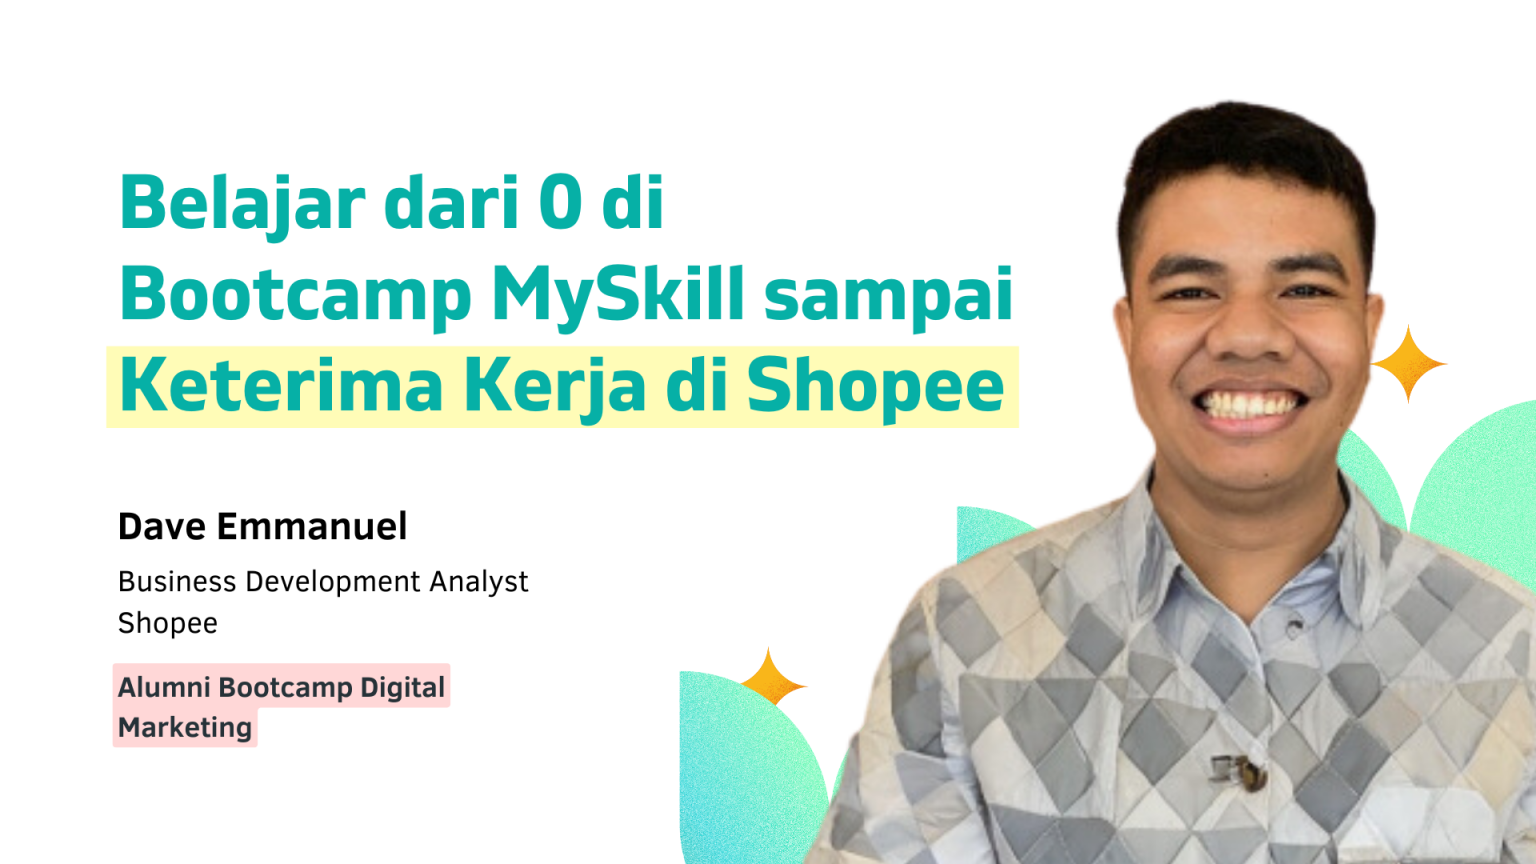 Belajar dari 0 di
Bootcamp MySkill sampai
Keterima Kerja di Shopee
Dave Emmanuel
Business Development Analyst
Shopee
Alumni Bootcamp Digital
Marketing